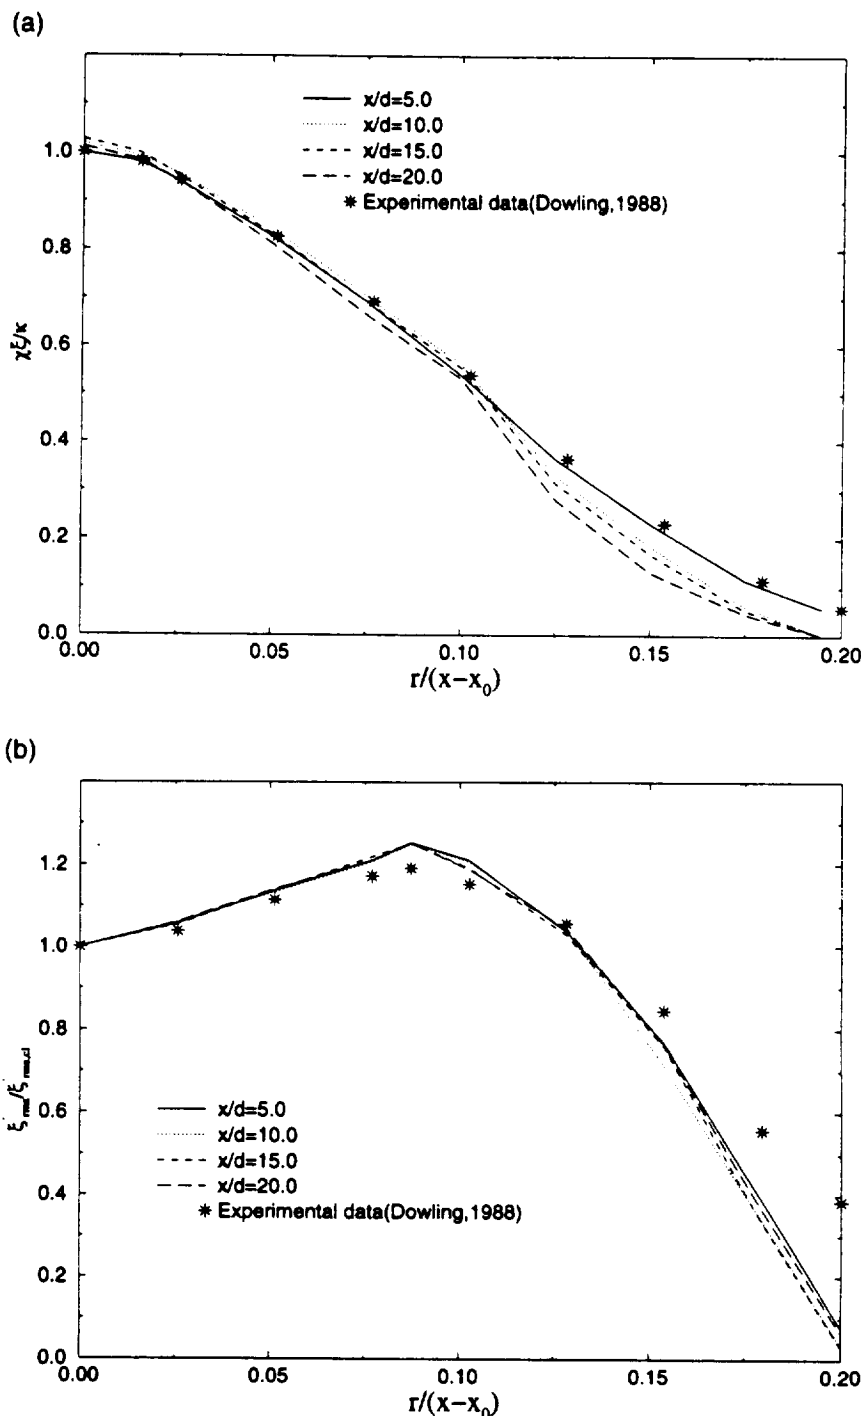 (a)
x/d=5.0
x/d=10.0
x/d=15.0
x/d=20.0
* Experimental data(Dowling,1988)
1.0
0.8
0.6
0.4
0.2
0.0
χξ/κ
0.00
0.05
0.10
0.15
0.20
r/(x−x₀)
(b)
1.2
1.0
0.8
0.6
0.4
0.2
0.0
ξ'rms/ξ'rms,cl
x/d=5.0
x/d=10.0
x/d=15.0
x/d=20.0
* Experimental data(Dowling,1988)
0.00
0.05
0.10
0.15
0.20
r/(x−x₀)